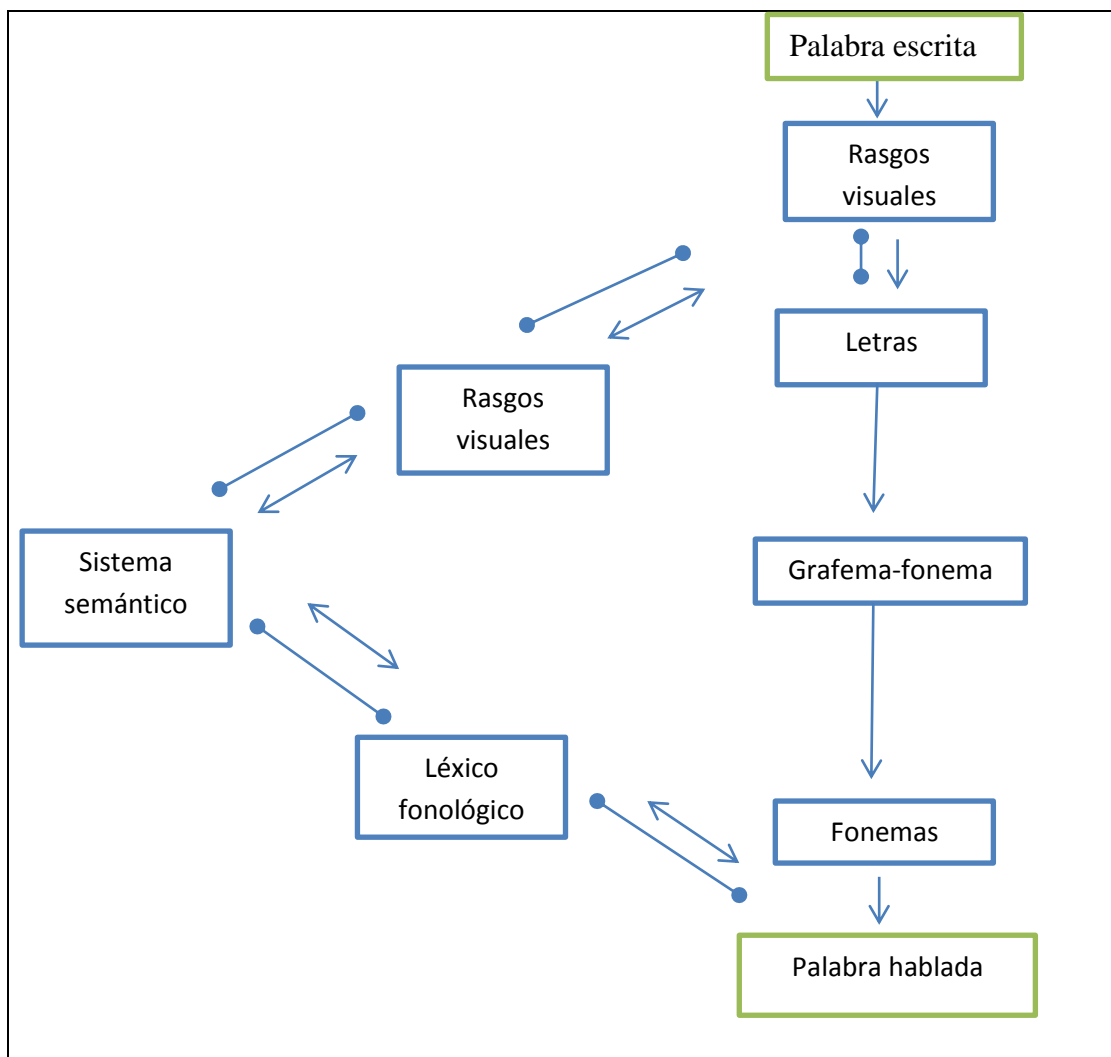 Palabra escrita
Rasgos
visuales
Letras
Rasgos
visuales
Sistema
semántico
Grafema-fonema
Léxico
fonológico
Fonemas
Palabra hablada